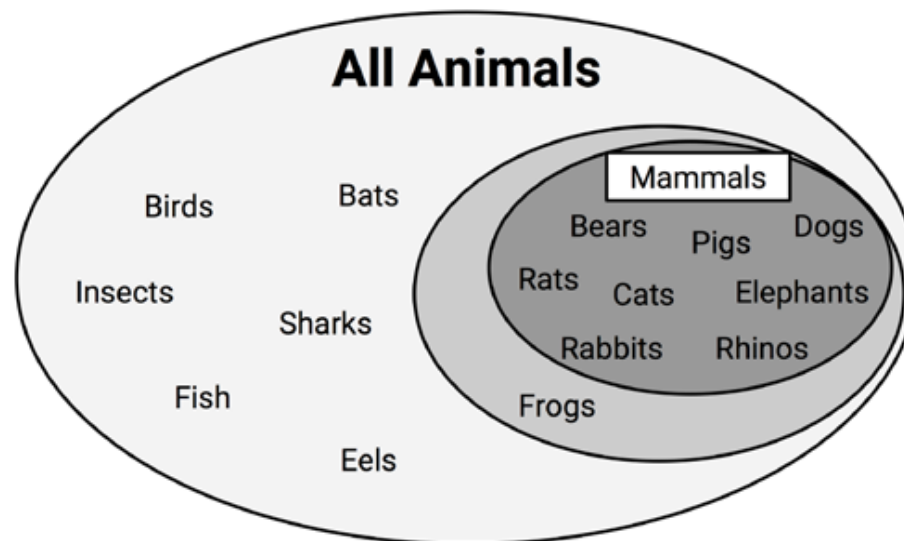 All Animals
Mammals
Birds
Bats
Bears
Pigs
Dogs
Insects
Rats
Cats
Elephants
Sharks
Rabbits
Rhinos
Fish
Frogs
Eels